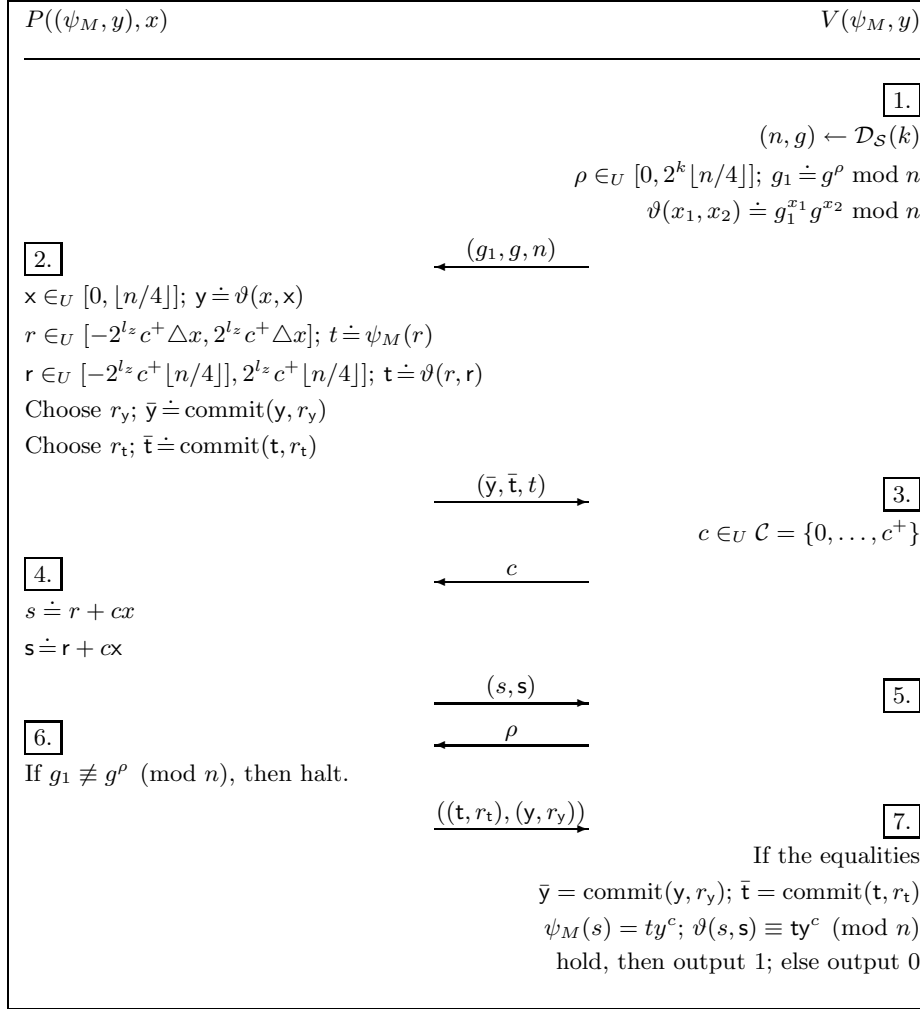 P((ψ_M, y), x) V(ψ_M, y)
1.
(n, g) ← 𝒟_𝒮(k)
ρ ∈_U [0, 2^k⌊n/4⌋]; g_1 ≐ g^ρ mod n
ϑ(x_1, x_2) ≐ g_1^{x_1} g^{x_2} mod n
2. (g_1, g, n)
𝗑 ∈_U [0, ⌊n/4⌋]; 𝗒 ≐ ϑ(x, 𝗑)
r ∈_U [−2^{l_z} c^+ △x, 2^{l_z} c^+ △x]; t ≐ ψ_M(r)
𝗋 ∈_U [−2^{l_z} c^+ ⌊n/4⌋], 2^{l_z} c^+ ⌊n/4⌋]; 𝗍 ≐ ϑ(r, 𝗋)
Choose r_𝗒; 𝗒̄ ≐ commit(𝗒, r_𝗒)
Choose r_𝗍; 𝗍̄ ≐ commit(𝗍, r_𝗍)
(𝗒̄, 𝗍̄, t) 3.
c ∈_U 𝒞 = {0, . . . , c^+}
4. c
s ≐ r + cx
𝗌 ≐ 𝗋 + c𝗑
(s, 𝗌) 5.
6. ρ
If g_1 ≢ g^ρ (mod n), then halt.
((𝗍, r_𝗍), (𝗒, r_𝗒)) 7.
If the equalities
𝗒̄ = commit(𝗒, r_𝗒); 𝗍̄ = commit(𝗍, r_𝗍)
ψ_M(s) = ty^c; ϑ(s, 𝗌) ≡ 𝗍𝗒^c (mod n)
hold, then output 1; else output 0